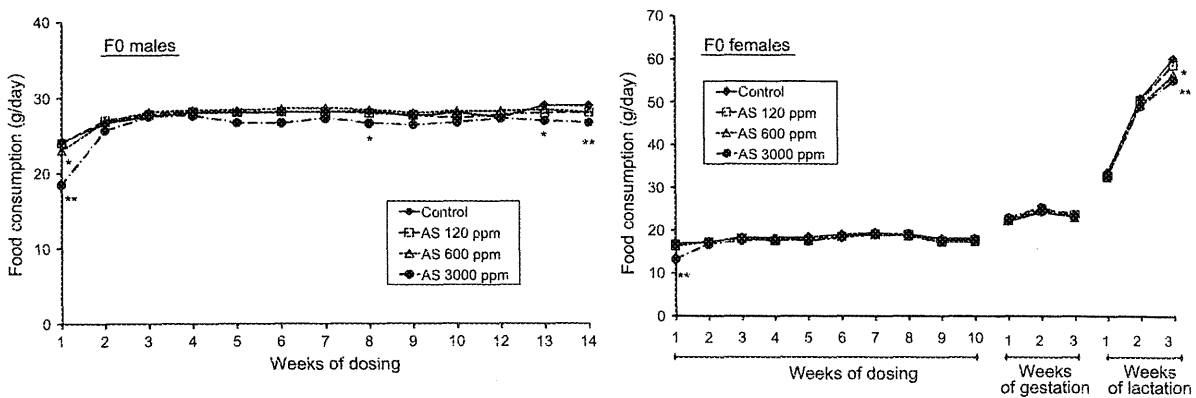 F0 males
Food consumption (g/day)
40
30
20
10
0
*
**
*
*
**
Control
AS 120 ppm
AS 600 ppm
AS 3000 ppm
1 2 3 4 5 6 7 8 9 10 11 12 13 14
Weeks of dosing
F0 females
Food consumption (g/day)
70
60
50
40
30
20
10
0
Control
AS 120 ppm
AS 600 ppm
AS 3000 ppm
**
*
**
1 2 3 4 5 6 7 8 9 10 1 2 3 1 2 3
Weeks of dosing
Weeks
of gestation
Weeks
of lactation